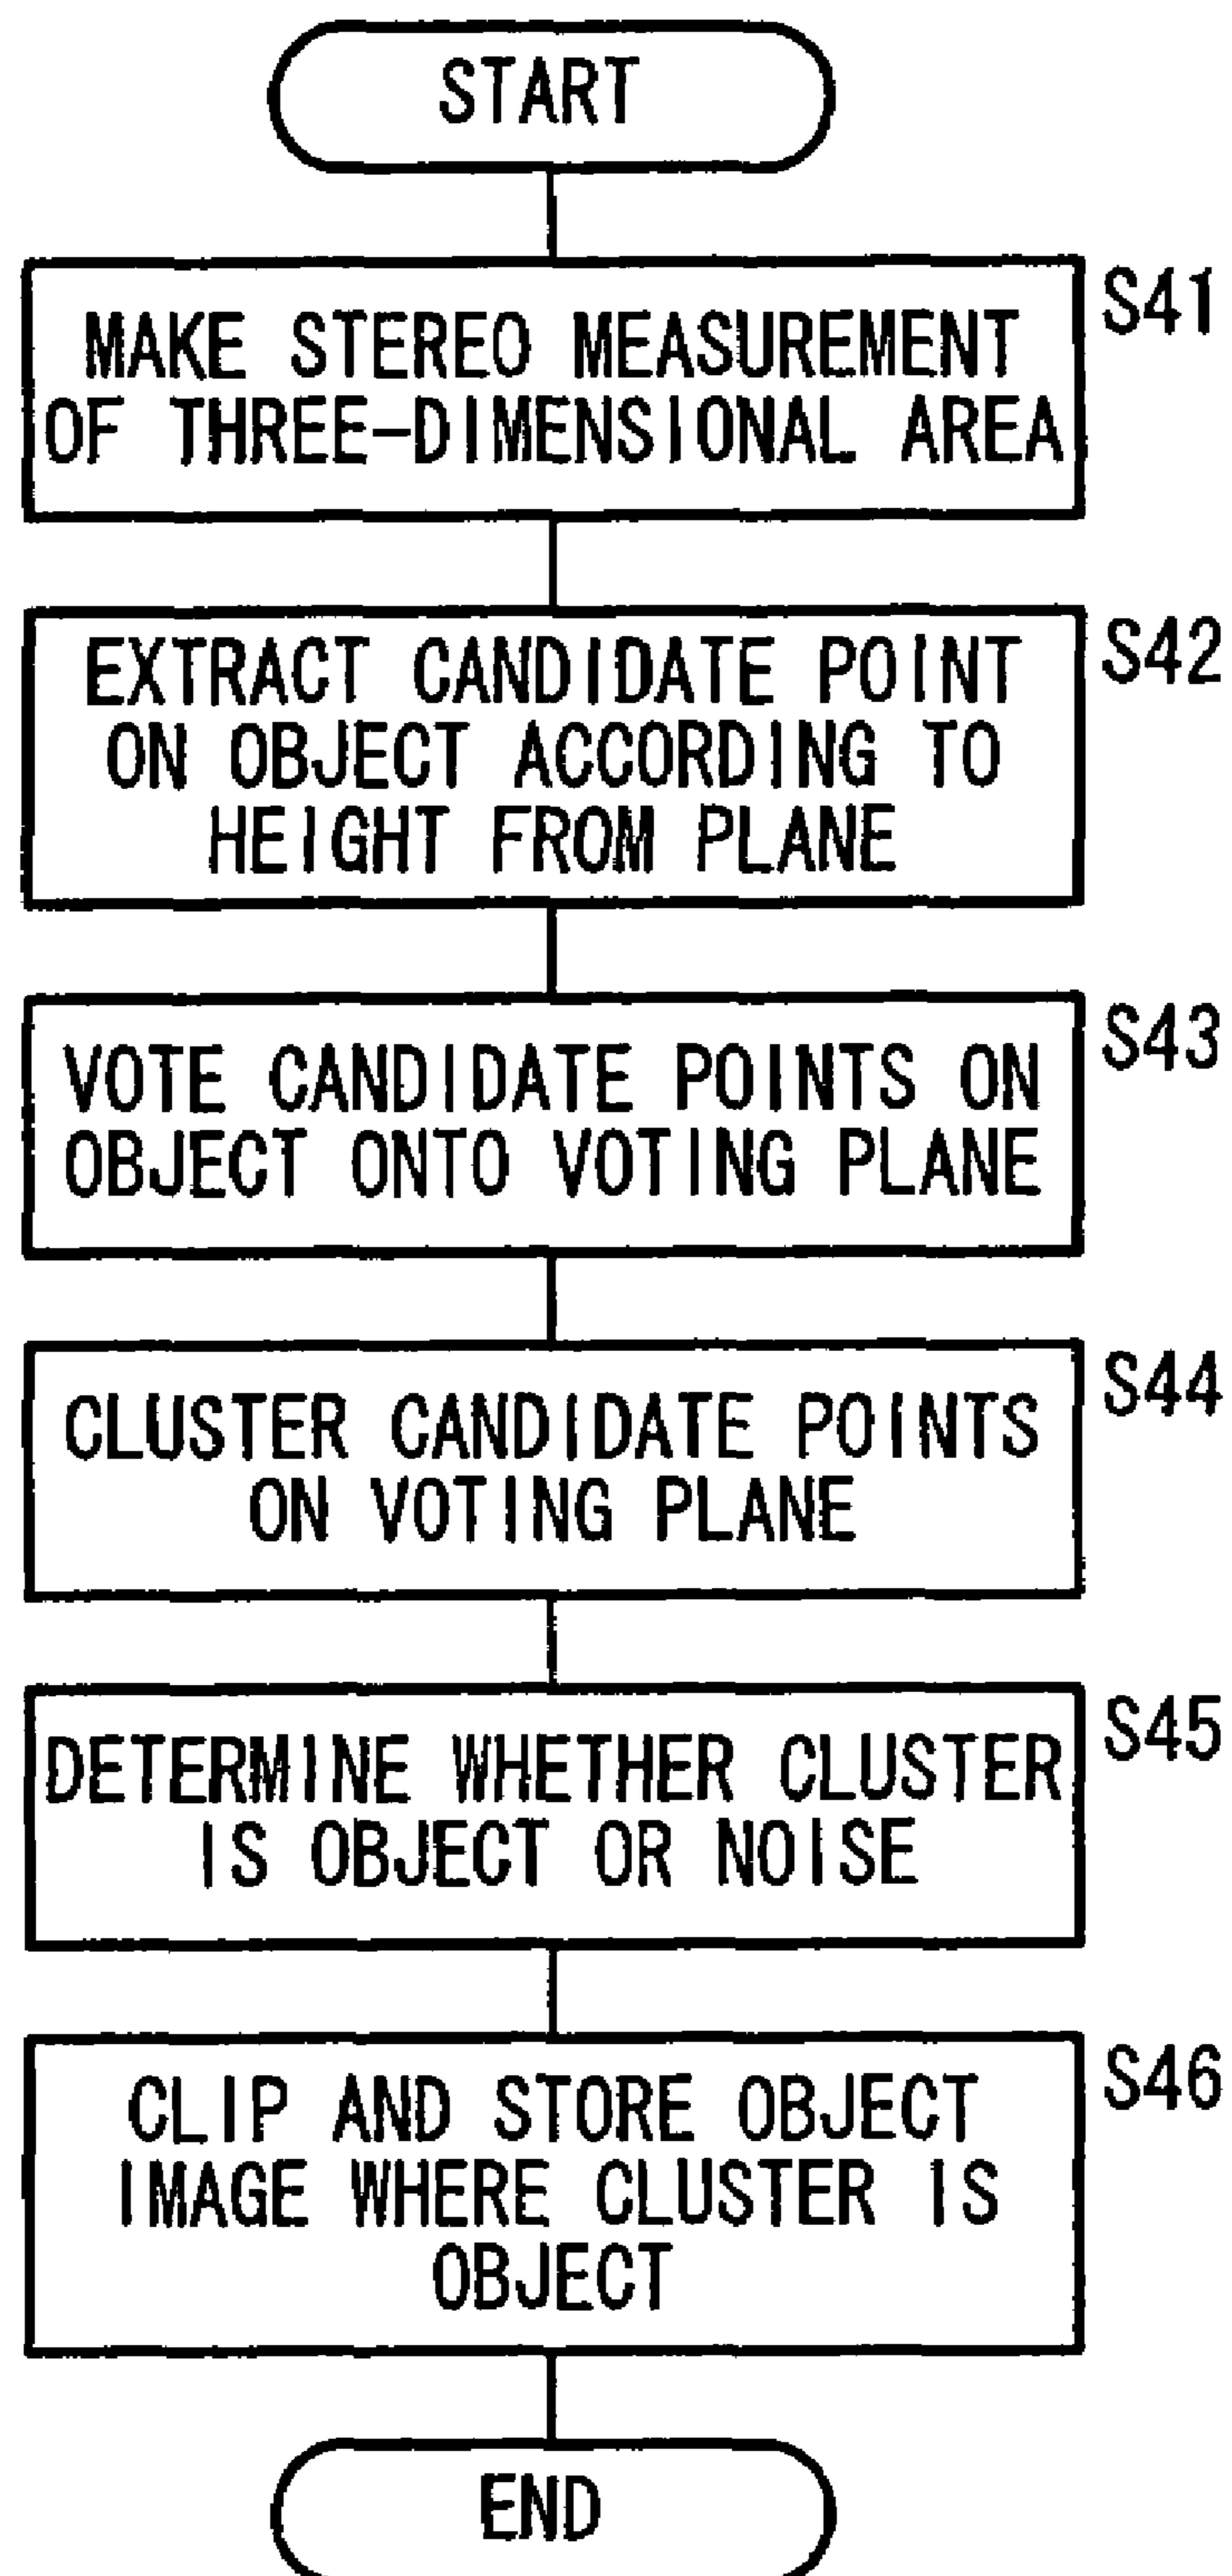 START
S41
MAKE STEREO MEASUREMENT
OF THREE-DIMENSIONAL AREA
S42
EXTRACT CANDIDATE POINT
ON OBJECT ACCORDING TO
HEIGHT FROM PLANE
S43
VOTE CANDIDATE POINTS ON
OBJECT ONTO VOTING PLANE
S44
CLUSTER CANDIDATE POINTS
ON VOTING PLANE
S45
DETERMINE WHETHER CLUSTER
IS OBJECT OR NOISE
S46
CLIP AND STORE OBJECT
IMAGE WHERE CLUSTER IS
OBJECT
END